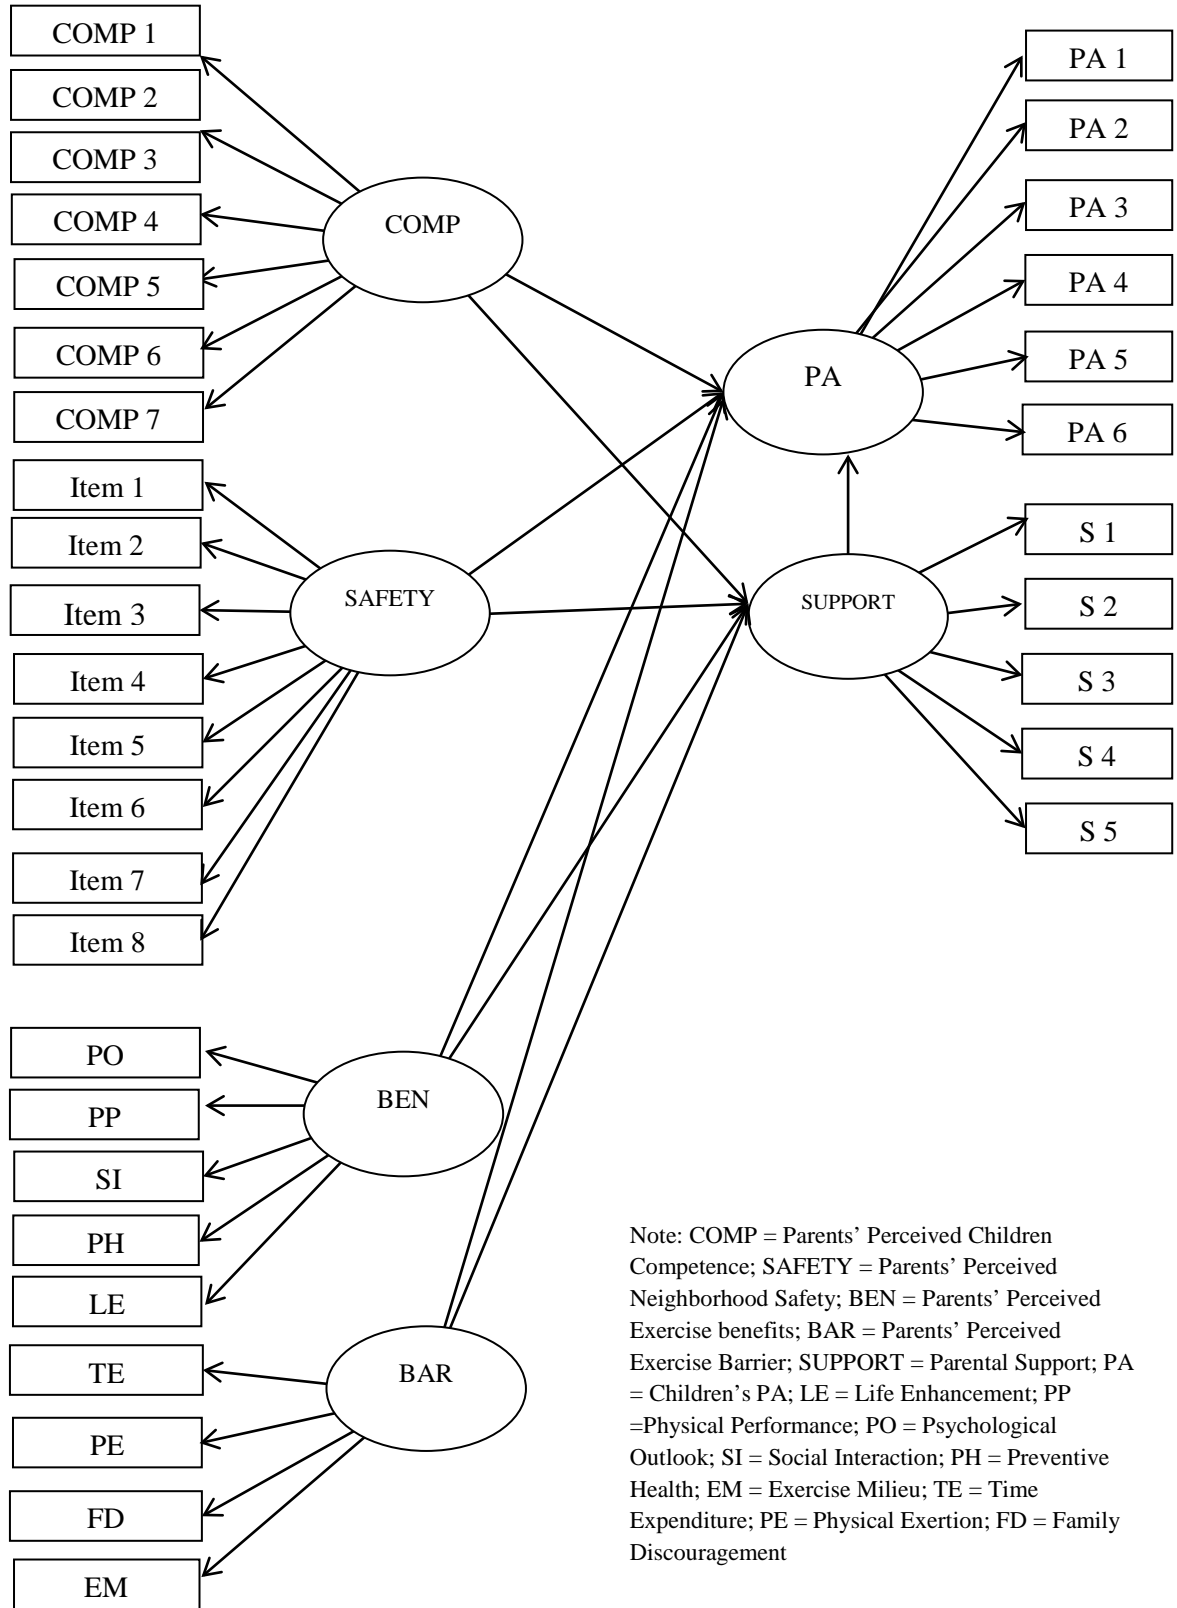 COMP 1
COMP 2
COMP 3
COMP 4
COMP 5
COMP 6
COMP 7
Item 1
Item 2
Item 3
Item 4
Item 5
Item 6
Item 7
Item 8
PO
PP
SI
PH
LE
TE
PE
FD
EM
COMP
SAFETY
BEN
BAR
PA
SUPPORT
PA 1
PA 2
PA 3
PA 4
PA 5
PA 6
S 1
S 2
S 3
S 4
S 5
Note: COMP = Parents’ Perceived Children
Competence; SAFETY = Parents’ Perceived
Neighborhood Safety; BEN = Parents’ Perceived
Exercise benefits; BAR = Parents’ Perceived
Exercise Barrier; SUPPORT = Parental Support; PA
= Children’s PA; LE = Life Enhancement; PP
=Physical Performance; PO = Psychological
Outlook; SI = Social Interaction; PH = Preventive
Health; EM = Exercise Milieu; TE = Time
Expenditure; PE = Physical Exertion; FD = Family
Discouragement